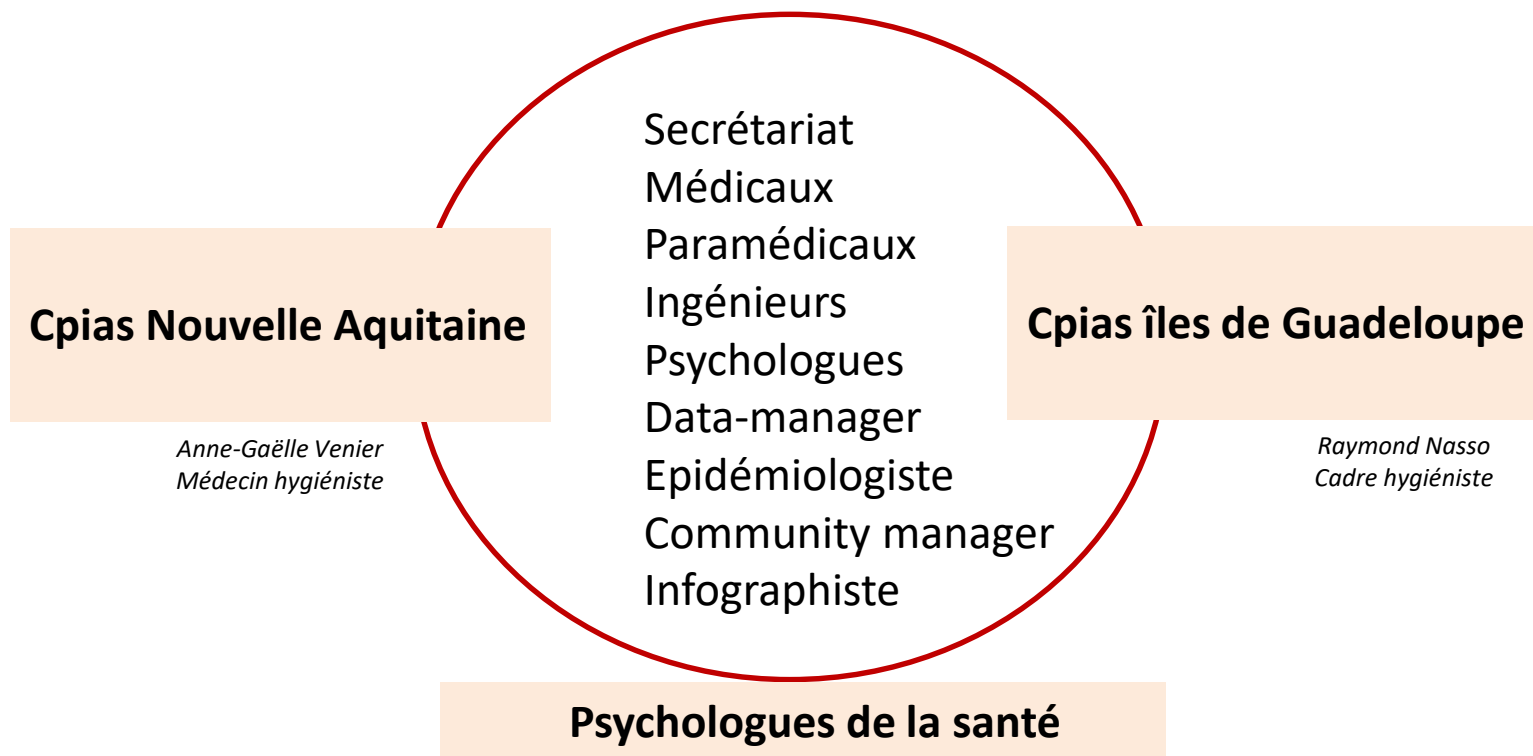 Secrétariat
Médicaux
Paramédicaux
Ingénieurs
Psychologues
Data-manager
Epidémiologiste
Community manager
Infographiste
Cpias Nouvelle Aquitaine
Anne-Gaëlle Venier
Médecin hygiéniste
Cpias îles de Guadeloupe
Raymond Nasso
Cadre hygiéniste
Psychologues de la santé